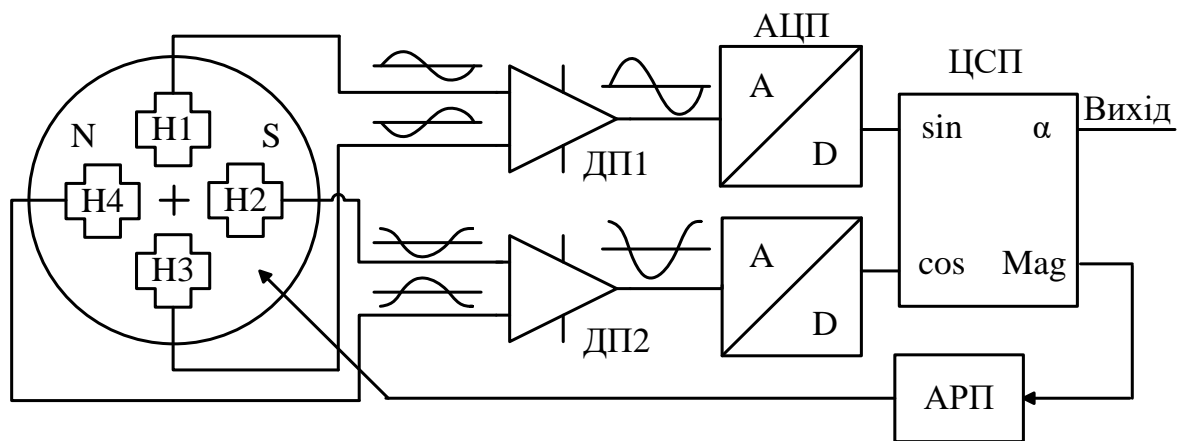 АЦП
ЦСП
N
S
H1
H4
H2
H3
A
D
ДП1
sin
α
Вихід
cos
Mag
A
D
ДП2
АРП